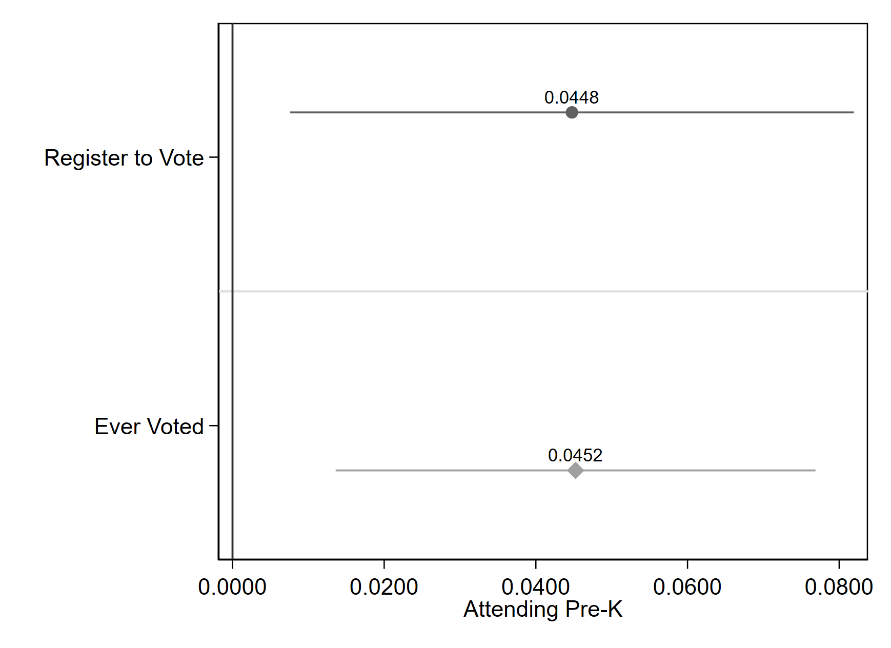 0.0448
Register to Vote
Ever Voted
0.0452
0.0000 0.0200 0.0400 0.0600 0.0800
Attending Pre-K